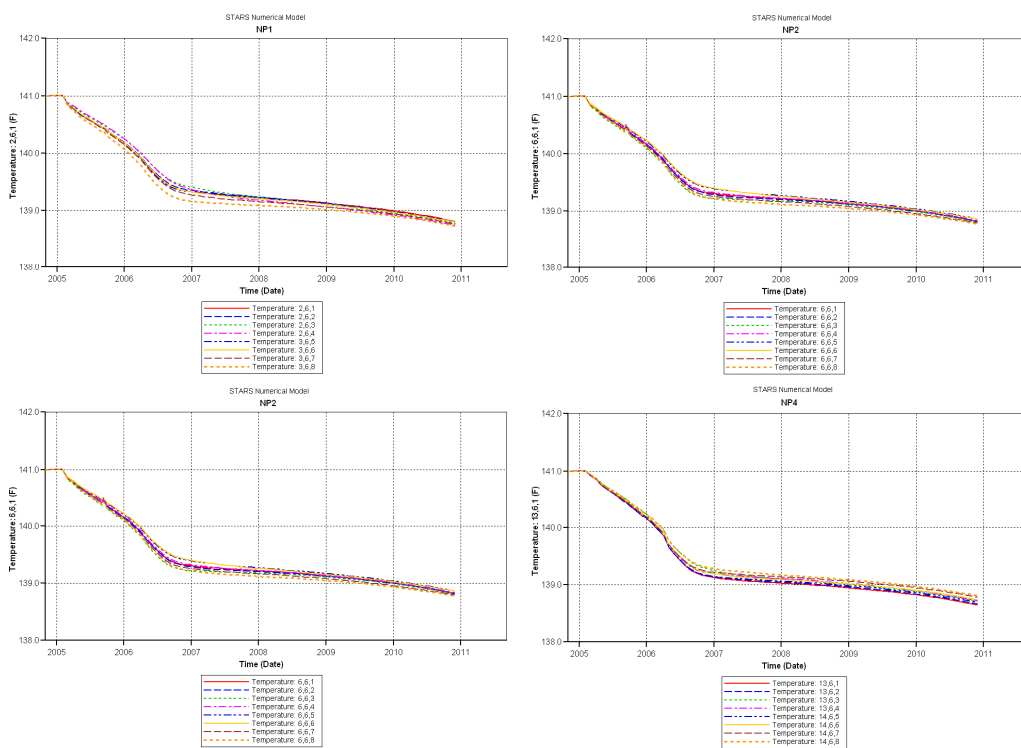 STARS Numerical Model
NP1
142.0
141.0
140.0
139.0
138.0
Temperature: 2,6,1 (F)
2005 2006 2007 2008 2009 2010 2011
Time (Date)
Temperature: 2,6,1
Temperature: 2,6,2
Temperature: 2,6,3
Temperature: 2,6,4
Temperature: 3,6,5
Temperature: 3,6,6
Temperature: 3,6,7
Temperature: 3,6,8
STARS Numerical Model
NP2
142.0
141.0
140.0
139.0
138.0
Temperature: 6,6,1 (F)
2005 2006 2007 2008 2009 2010 2011
Time (Date)
Temperature: 6,6,1
Temperature: 6,6,2
Temperature: 6,6,3
Temperature: 6,6,4
Temperature: 6,6,5
Temperature: 6,6,6
Temperature: 6,6,7
Temperature: 6,6,8
STARS Numerical Model
NP2
142.0
141.0
140.0
139.0
138.0
Temperature: 6,6,1 (F)
2005 2006 2007 2008 2009 2010 2011
Time (Date)
Temperature: 6,6,1
Temperature: 6,6,2
Temperature: 6,6,3
Temperature: 6,6,4
Temperature: 6,6,5
Temperature: 6,6,6
Temperature: 6,6,7
Temperature: 6,6,8
STARS Numerical Model
NP4
142.0
141.0
140.0
139.0
138.0
Temperature: 13,6,1 (F)
2005 2006 2007 2008 2009 2010 2011
Time (Date)
Temperature: 13,6,1
Temperature: 13,6,2
Temperature: 13,6,3
Temperature: 13,6,4
Temperature: 14,6,5
Temperature: 14,6,6
Temperature: 14,6,7
Temperature: 14,6,8